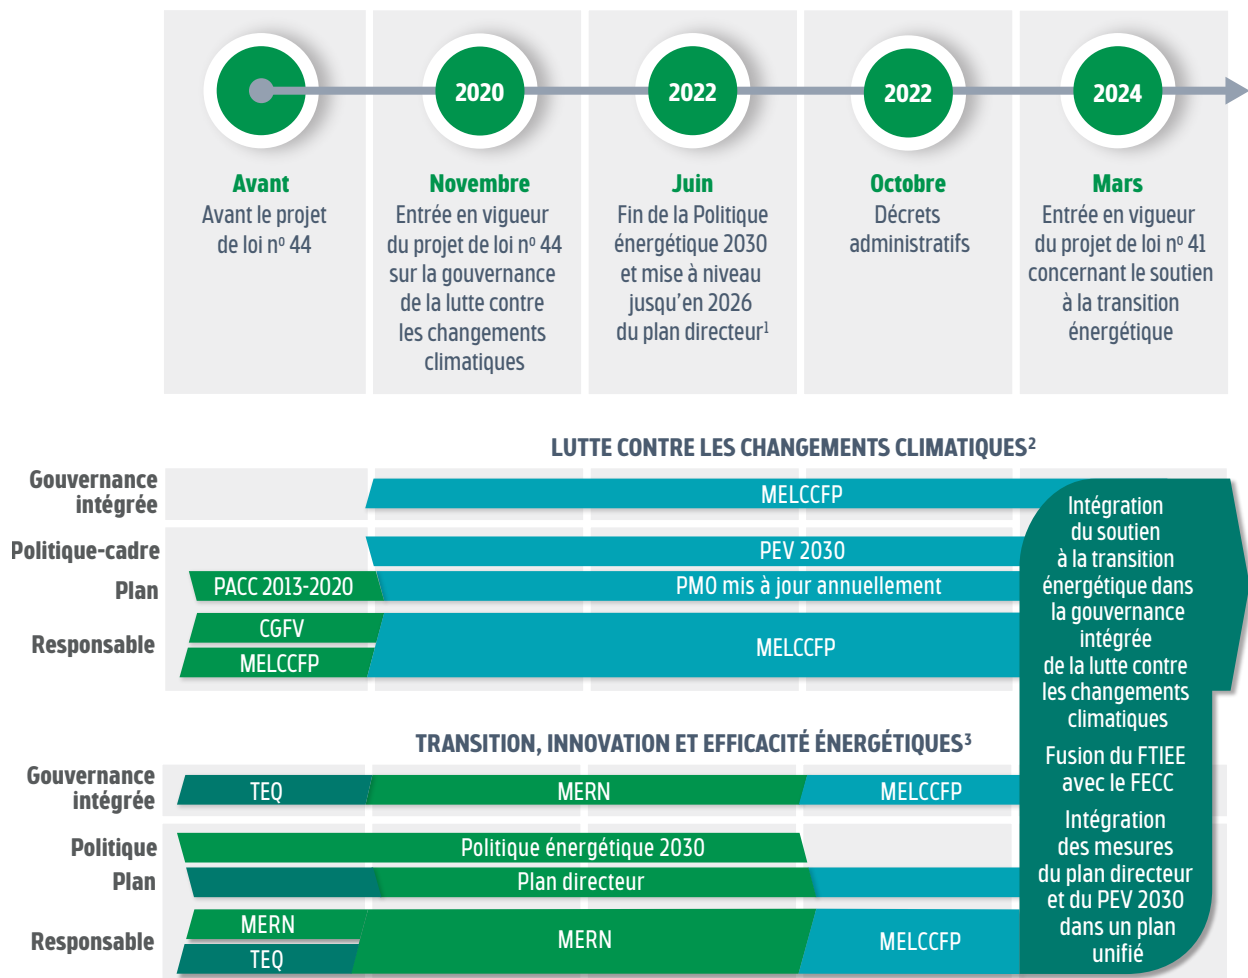 2020
2022
2022
2024
Avant
Avant le projet
de loi nº 44
Novembre
Entrée en vigueur
du projet de loi nº 44
sur la gouvernance
de la lutte contre
les changements
climatiques
Juin
Fin de la Politique
énergétique 2030
et mise à niveau
jusqu'en 2026
du plan directeur¹
Octobre
Décrets
administratifs
Mars
Entrée en vigueur
du projet de loi nº 41
concernant le soutien
à la transition
énergétique
LUTTE CONTRE LES CHANGEMENTS CLIMATIQUES²
Gouvernance
intégrée
MELCCFP
Politique-cadre
PEV 2030
Plan
PACC 2013-2020
PMO mis à jour annuellement
Responsable
CGFV
MELCCFP
MELCCFP
TRANSITION, INNOVATION ET EFFICACITÉ ÉNERGÉTIQUES³
Gouvernance
intégrée
TEQ
MERN
MELCCFP
Politique
Politique énergétique 2030
Plan
Plan directeur
Responsable
MERN
TEQ
MERN
MELCCFP
Intégration
du soutien
à la transition
énergétique dans
la gouvernance
intégrée
de la lutte contre
les changements
climatiques
Fusion du FTIEE
avec le FECC
Intégration
des mesures
du plan directeur
et du PEV 2030
dans un plan
unifié